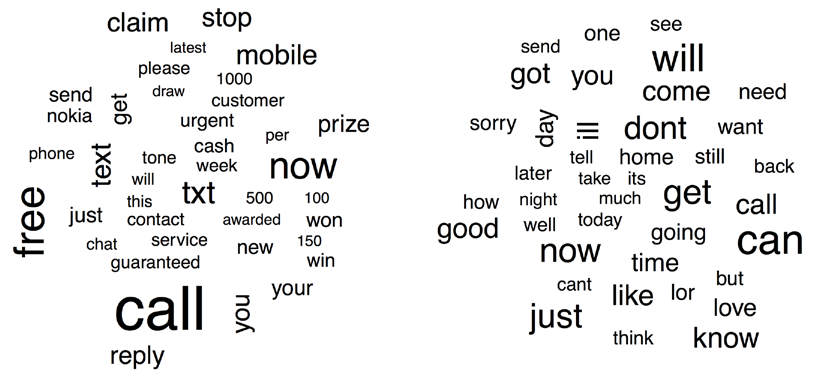 claim
stop
latest
mobile
please
1000
send
get
draw
customer
nokia
urgent
prize
per
cash
phone
text
tone
week
now
will
txt
500
100
free
this
just
contact
awarded
won
chat
service
new
150
guaranteed
win
call
you
your
reply
see
one
send
will
got
you
come
need
sorry
day
ill
dont
want
tell
home
still
back
later
take
its
how
night
much
get
call
good
well
today
going
can
now
time
cant
but
like
lor
love
just
think
know